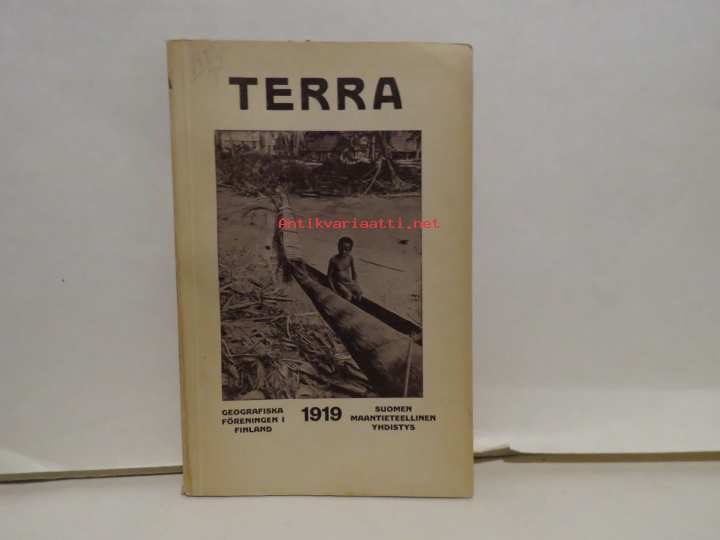 TERRA
Antikvariaatti.net
GEOGRAFISKA
FÖRENINGEN I
FINLAND
1919
SUOMEN
MAANTIETEELLINEN
YHDISTYS